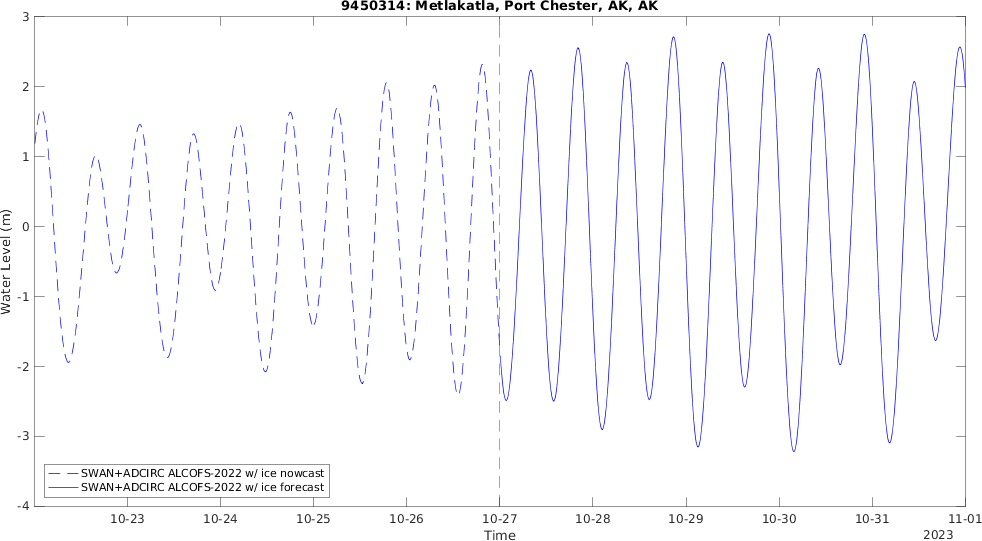 9450314: Metlakatla, Port Chester, AK, AK
3
2
1
0
-1
-2
-3
-4
Water Level (m)
SWAN+ADCIRC ALCOFS-2022 w/ ice nowcast
SWAN+ADCIRC ALCOFS-2022 w/ ice forecast
10-23 10-24 10-25 10-26 10-27 10-28 10-29 10-30 10-31 11-01
Time
2023